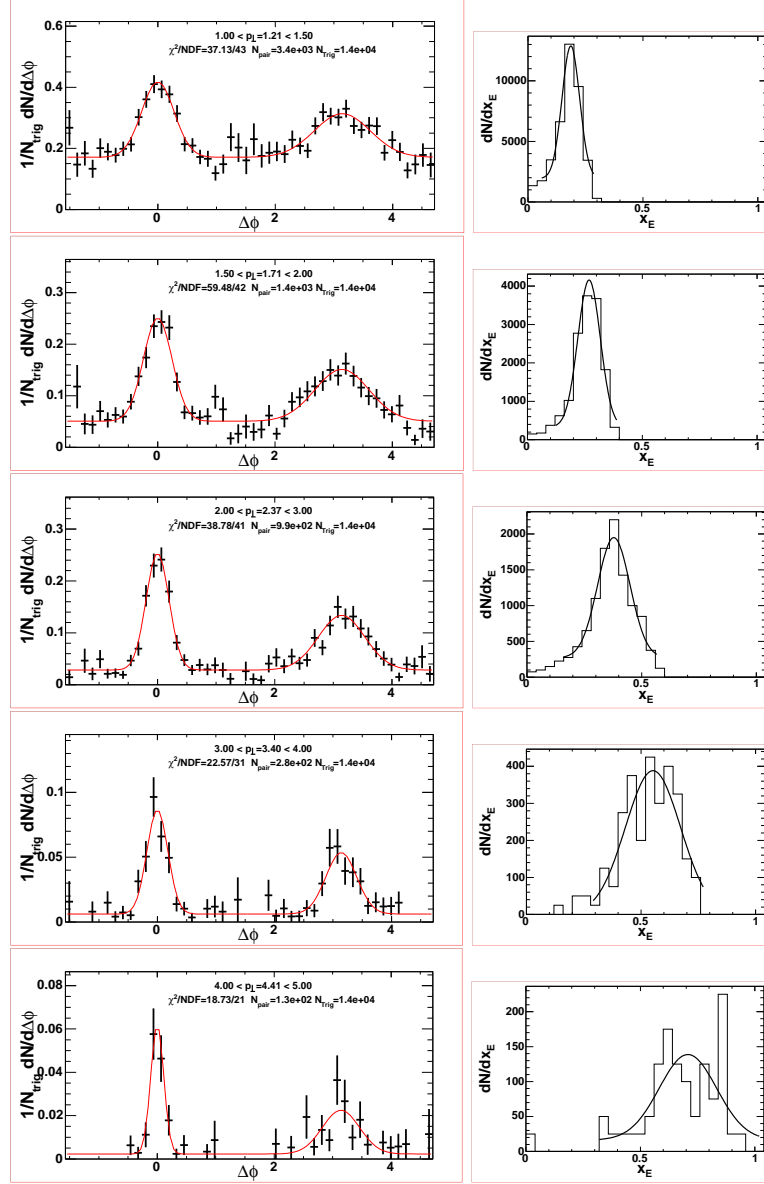 1.00 < p⊥=1.21 < 1.50
χ²/NDF=37.13/43 N_pair=3.4e+03 N_Trig=1.4e+04
1/N_trig dN/dΔφ
0.6
0.4
0.2
0
0 2 4
Δφ
dN/dx_E
10000
5000
0
0 0.5 1
x_E
1.50 < p⊥=1.71 < 2.00
χ²/NDF=59.48/42 N_pair=1.4e+03 N_Trig=1.4e+04
1/N_trig dN/dΔφ
0.3
0.2
0.1
0
0 2 4
Δφ
dN/dx_E
4000
3000
2000
1000
0
0 0.5 1
x_E
2.00 < p⊥=2.37 < 3.00
χ²/NDF=38.78/41 N_pair=9.9e+02 N_Trig=1.4e+04
1/N_trig dN/dΔφ
0.3
0.2
0.1
0
0 2 4
Δφ
dN/dx_E
2000
1500
1000
500
0
0 0.5 1
x_E
3.00 < p⊥=3.40 < 4.00
χ²/NDF=22.57/31 N_pair=2.8e+02 N_Trig=1.4e+04
1/N_trig dN/dΔφ
0.1
0.05
0
0 2 4
Δφ
dN/dx_E
400
300
200
100
0
0 0.5 1
x_E
4.00 < p⊥=4.41 < 5.00
χ²/NDF=18.73/21 N_pair=1.3e+02 N_Trig=1.4e+04
1/N_trig dN/dΔφ
0.08
0.06
0.04
0.02
0
0 2 4
Δφ
dN/dx_E
200
150
100
50
0
0 0.5 1
x_E